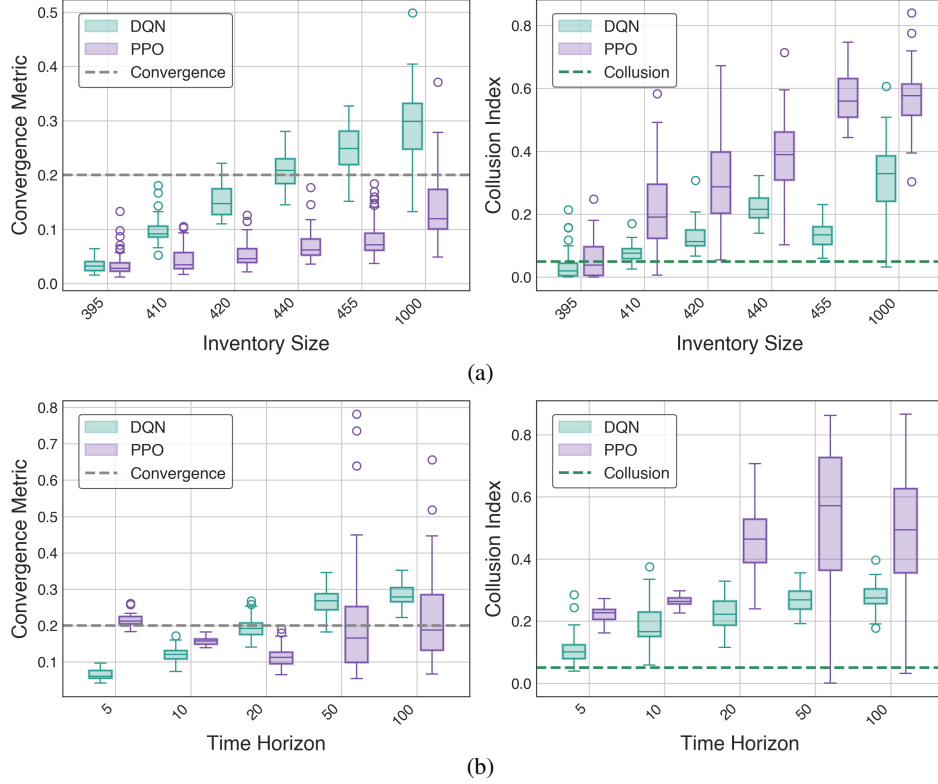 Convergence Metric
0.5
0.4
0.3
0.2
0.1
0.0
DQN
PPO
Convergence
395
410
420
440
455
1000
Inventory Size
Collusion Index
0.8
0.6
0.4
0.2
0.0
DQN
PPO
Collusion
395
410
420
440
455
1000
Inventory Size
(a)
Convergence Metric
0.8
0.7
0.6
0.5
0.4
0.3
0.2
0.1
DQN
PPO
Convergence
5
10
20
50
100
Time Horizon
Collusion Index
0.8
0.6
0.4
0.2
0.0
DQN
PPO
Collusion
5
10
20
50
100
Time Horizon
(b)